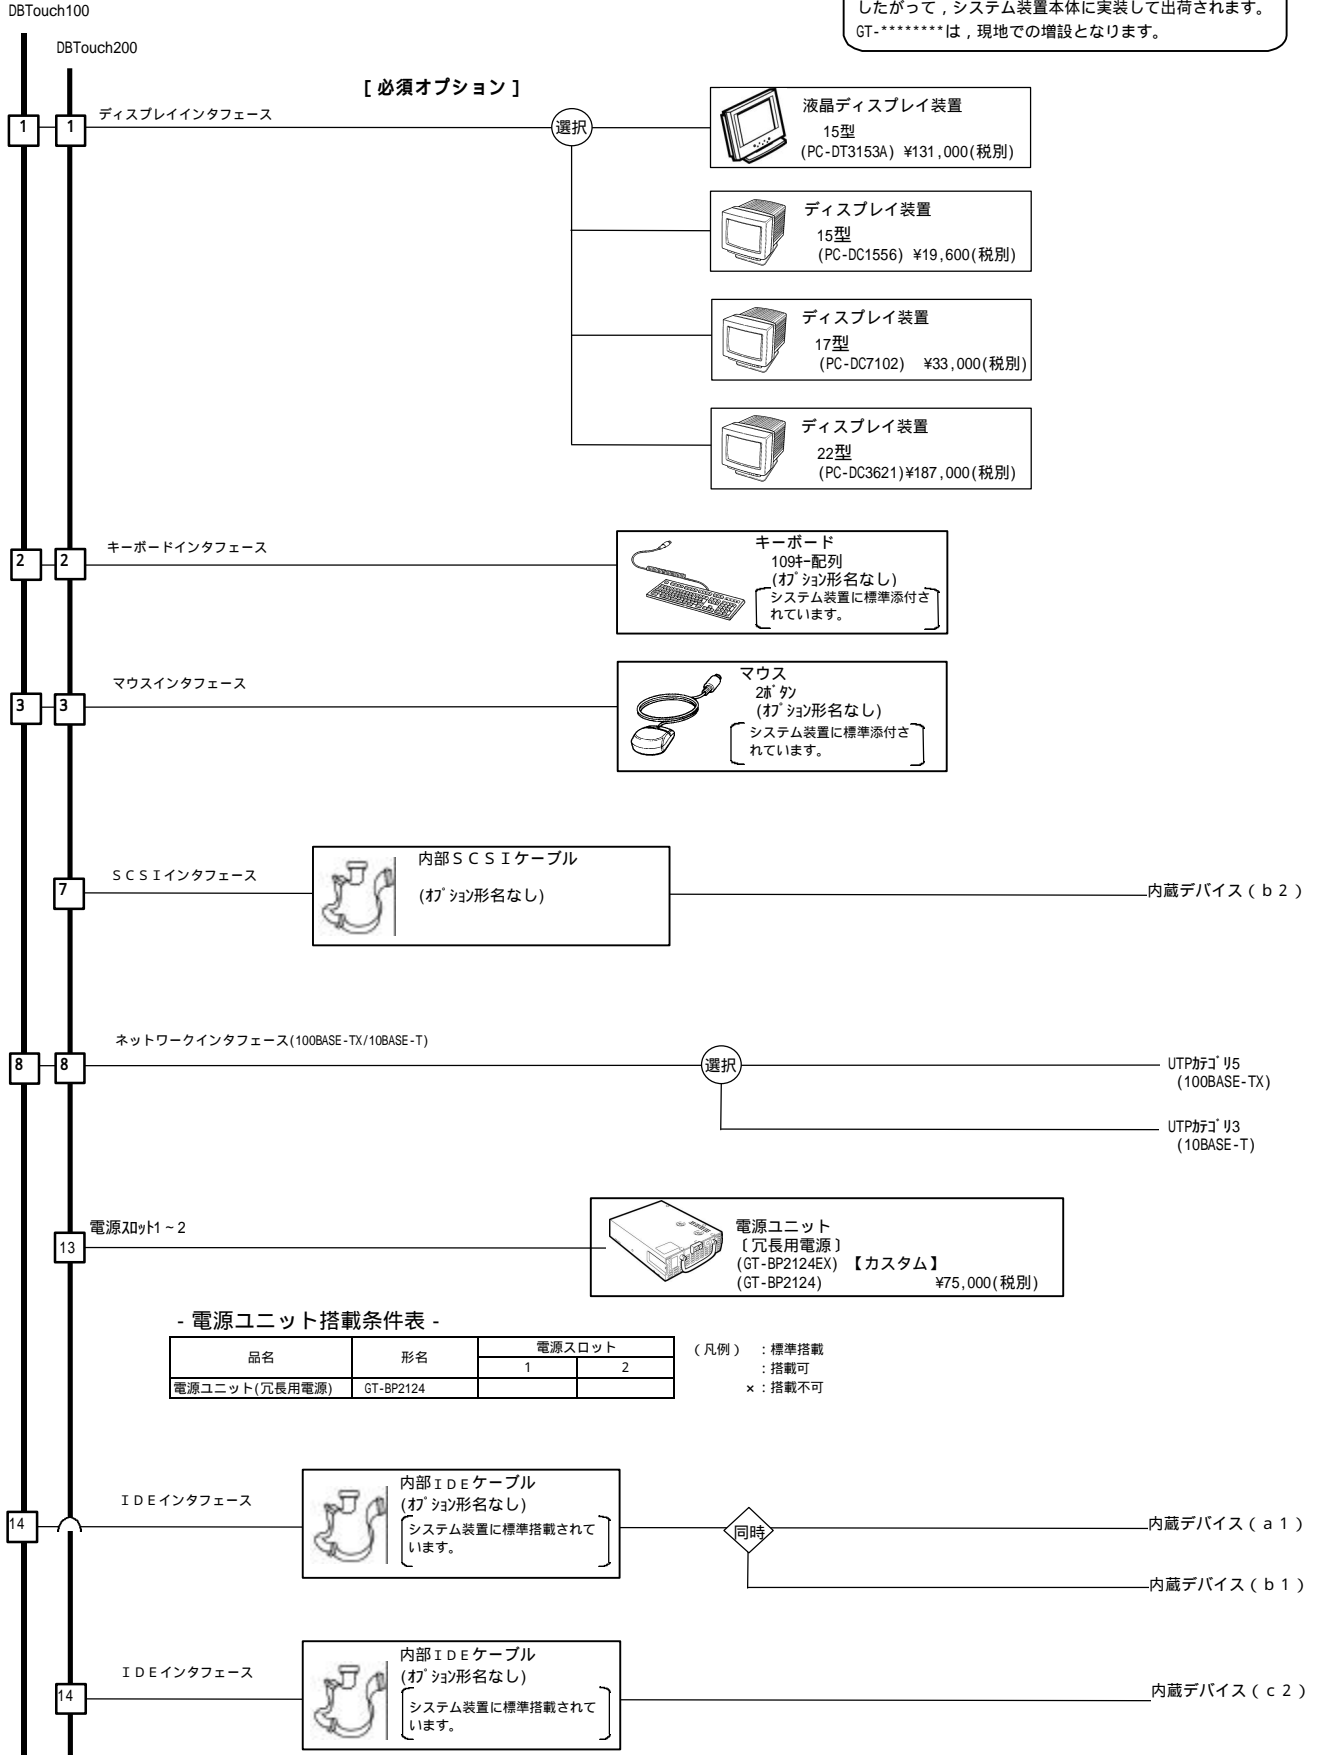 DBTouch100
したがって，システム装置本体に実装して出荷されます。
GT-********は，現地での増設となります。
DBTouch200
[ 必須オプション ]
1
1
ディスプレイインタフェース
選択
液晶ディスプレイ装置
15型
(PC-DT3153A) ¥131,000(税別)
ディスプレイ装置
15型
(PC-DC1556) ¥19,600(税別)
ディスプレイ装置
17型
(PC-DC7102) ¥33,000(税別)
ディスプレイ装置
22型
(PC-DC3621)¥187,000(税別)
2
2
キーボードインタフェース
キーボード
109ｷｰ配列
(ｵﾌﾟｼｮﾝ形名なし)
システム装置に標準添付さ
れています。
3
3
マウスインタフェース
マウス
2ﾎﾞﾀﾝ
(ｵﾌﾟｼｮﾝ形名なし)
システム装置に標準添付さ
れています。
7
ＳＣＳＩインタフェース
内部ＳＣＳＩケーブル
(ｵﾌﾟｼｮﾝ形名なし)
内蔵デバイス（ｂ２）
8
8
ネットワークインタフェース(100BASE-TX/10BASE-T)
選択
UTPｶﾃｺﾞﾘ5
(100BASE-TX)
UTPｶﾃｺﾞﾘ3
(10BASE-T)
13
電源ｽﾛｯﾄ1～2
電源ユニット
〔冗長用電源〕
(GT-BP2124EX) 【カスタム】
(GT-BP2124) ¥75,000(税別)
- 電源ユニット搭載条件表 -
品名 形名 電源スロット
1 2
電源ユニット(冗長用電源) GT-BP2124
（凡例） ：標準搭載
：搭載可
×：搭載不可
14
ＩＤＥインタフェース
内部ＩＤＥケーブル
(ｵﾌﾟｼｮﾝ形名なし)
システム装置に標準搭載されて
います。
同時
内蔵デバイス（ａ１）
内蔵デバイス（ｂ１）
14
ＩＤＥインタフェース
内部ＩＤＥケーブル
(ｵﾌﾟｼｮﾝ形名なし)
システム装置に標準搭載されて
います。
内蔵デバイス（ｃ２）